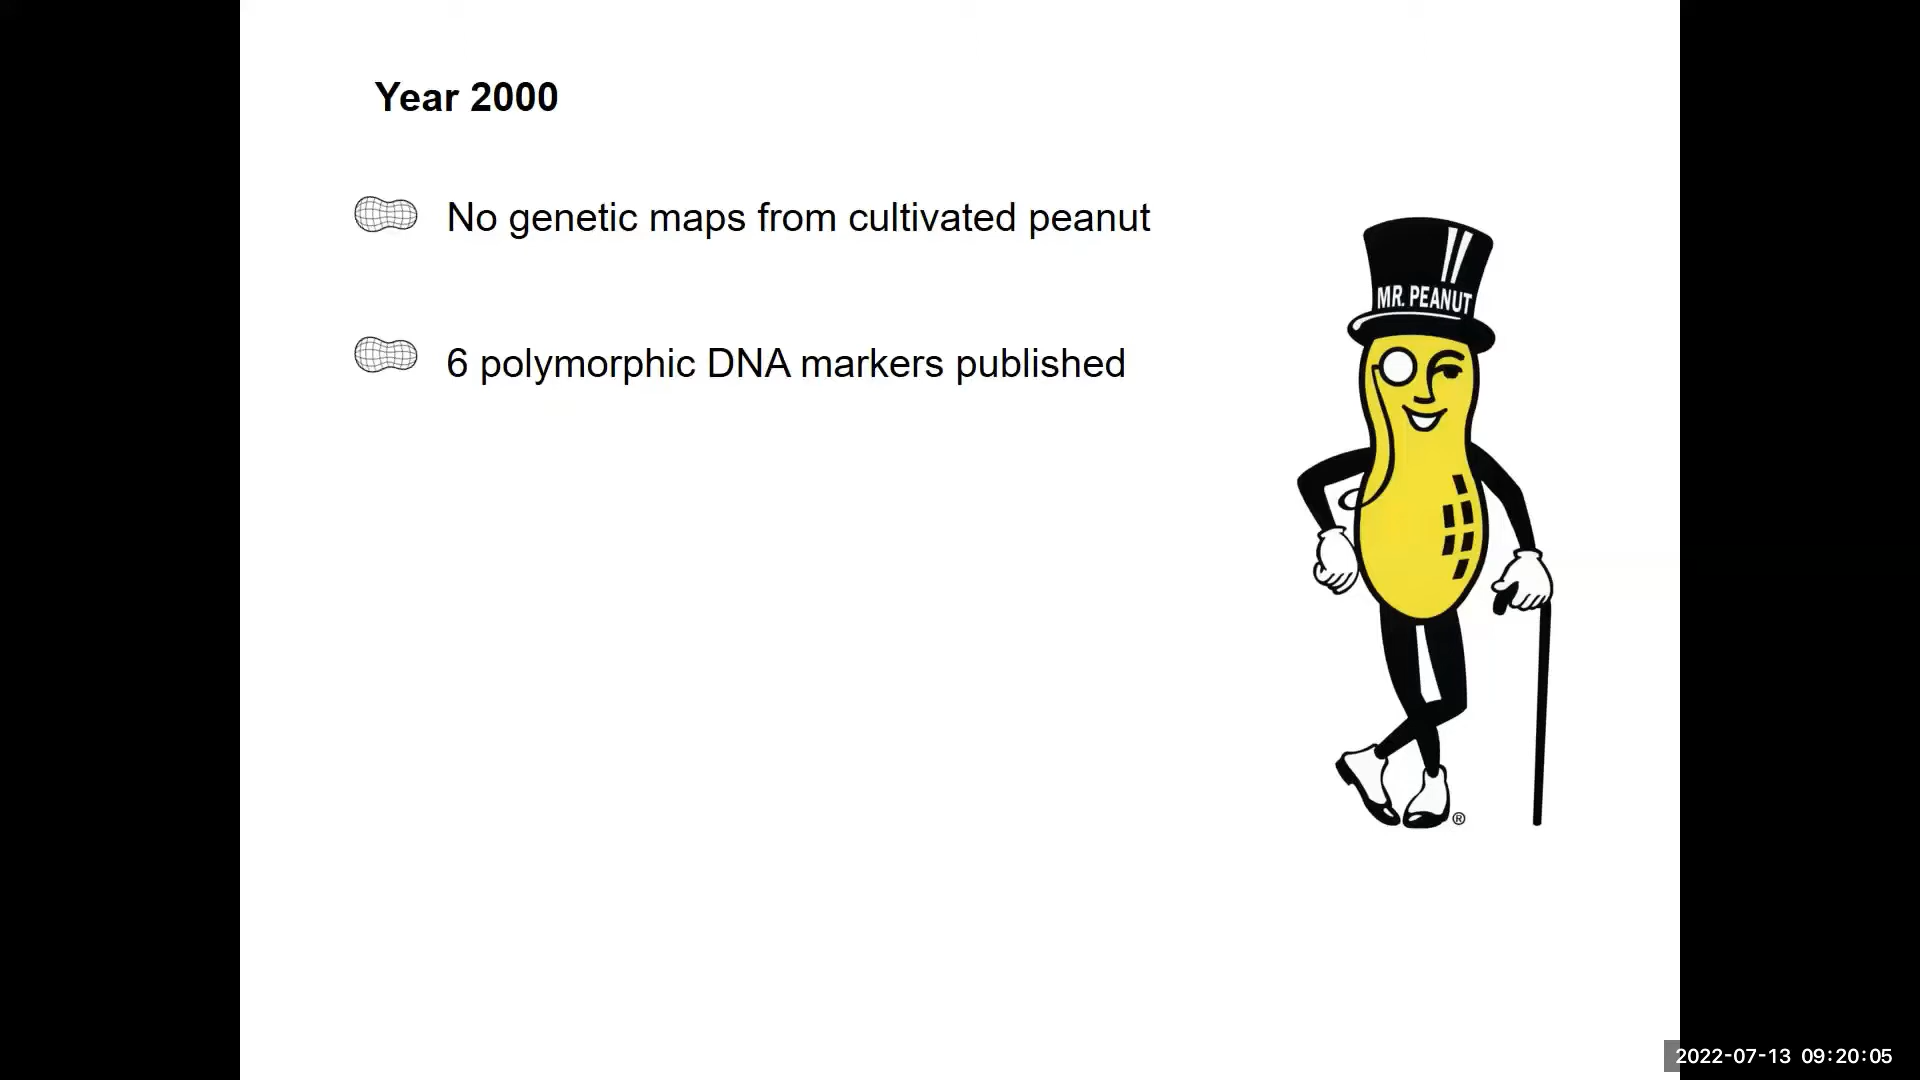 Year 2000
No genetic maps from cultivated peanut
6 polymorphic DNA markers published
MR. PEANUT
®
2022-07-13 09:20:05